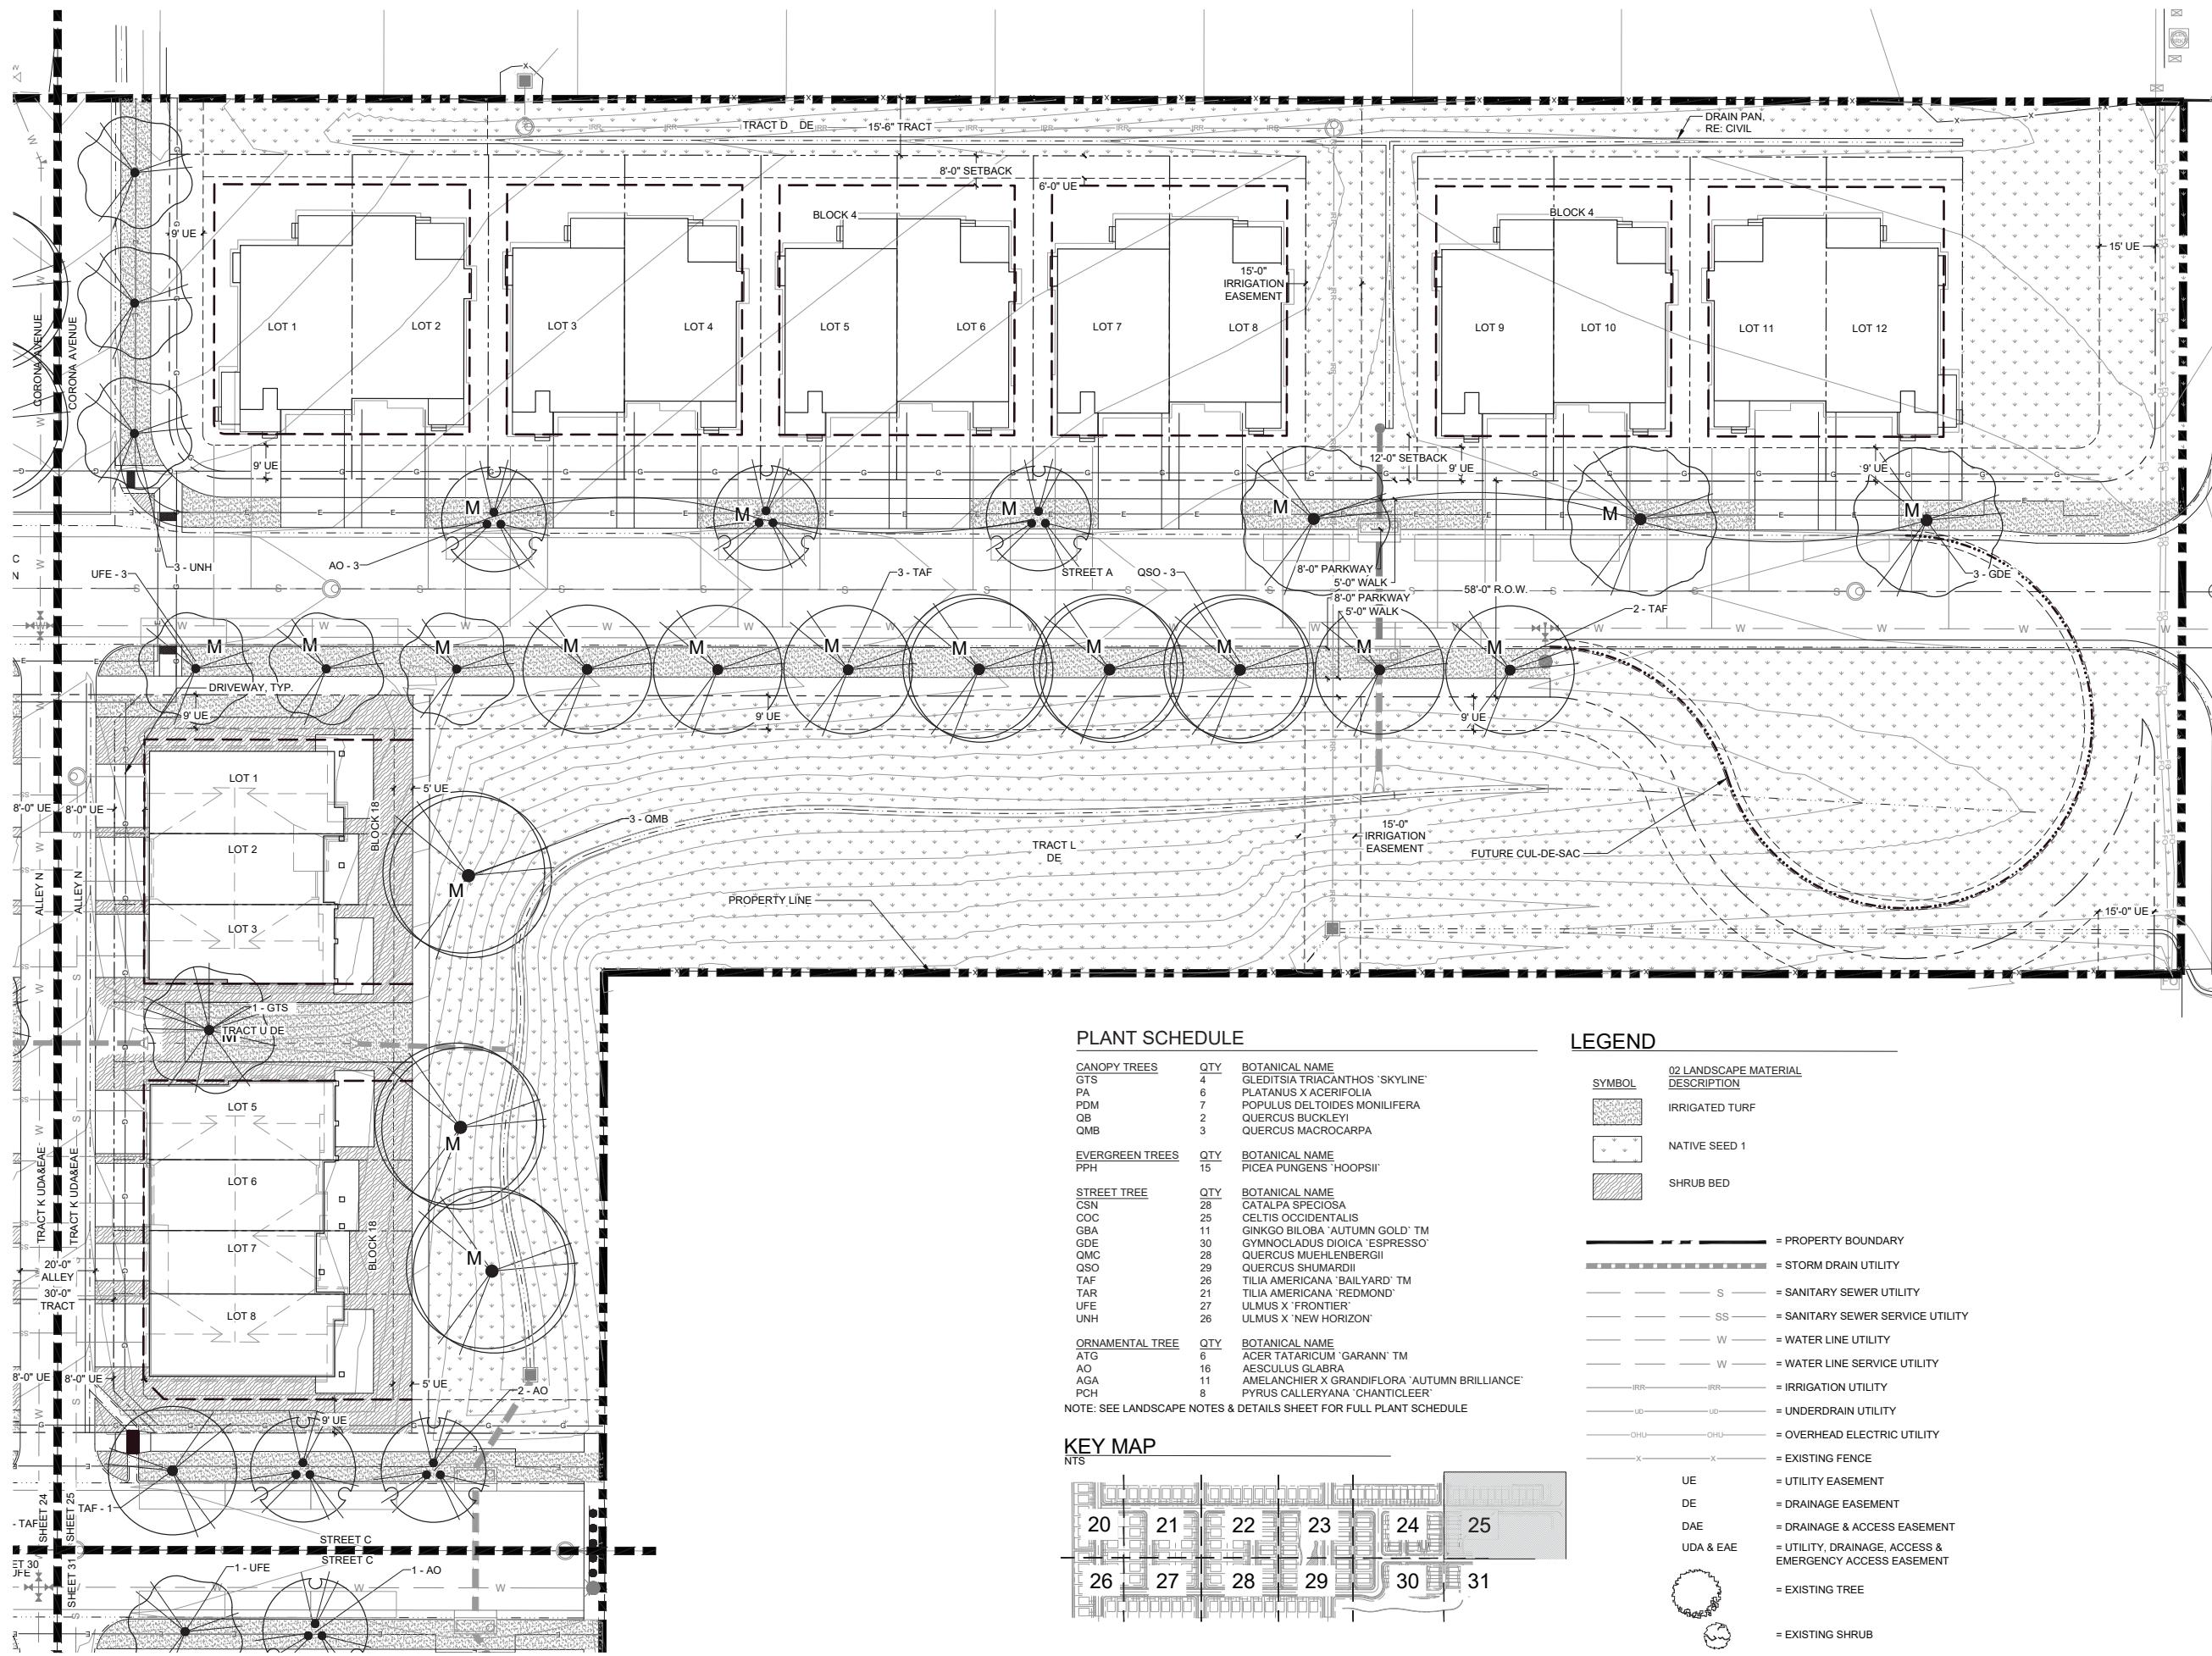 TRACT D DE
15'-6" TRACT
DRAIN PAN,
RE: CIVIL
8'-0" SETBACK
6'-0" UE
9' UE
BLOCK 4
BLOCK 4
15' UE
15'-0"
IRRIGATION
EASEMENT
CORONA AVENUE
CORONA AVENUE
LOT 1
LOT 2
LOT 3
LOT 4
LOT 5
LOT 6
LOT 7
LOT 8
LOT 9
LOT 10
LOT 11
LOT 12
9' UE
12'-0" SETBACK
9' UE
9' UE
M
M
M
M
M
M
UFE - 3
3 - UNH
AO - 3
3 - TAF
STREET A
QSO - 3
8'-0" PARKWAY
5'-0" WALK
8'-0" PARKWAY
5'-0" WALK
58'-0" R.O.W.
2 - TAF
3 - GDE
M
M
M
M
M
M
M
M
M
M
M
DRIVEWAY, TYP.
9' UE
9' UE
9' UE
LOT 1
8'-0" UE
8'-0" UE
5' UE
BLOCK 18
3 - QMB
LOT 2
TRACT L
DE
15'-0"
IRRIGATION
EASEMENT
FUTURE CUL-DE-SAC
ALLEY N
ALLEY N
M
PROPERTY LINE
15'-0" UE
LOT 3
1 - GTS
TRACT U DE
M
LOT 5
M
LOT 6
TRACT K UDA&EAE
TRACT K UDA&EAE
LOT 7
BLOCK 18
M
20'-0"
ALLEY
30'-0"
TRACT
LOT 8
8'-0" UE
8'-0" UE
5' UE
2 - AO
9' UE
TAF - 1
- TAF
SHEET 24
SHEET 25
STREET C
STREET C
ET 30
UFE
SHEET 31
1 - UFE
1 - AO
PLANT SCHEDULE
CANOPY TREES QTY BOTANICAL NAME
GTS 4 GLEDITSIA TRIACANTHOS `SKYLINE`
PA 6 PLATANUS X ACERIFOLIA
PDM 7 POPULUS DELTOIDES MONILIFERA
QB 2 QUERCUS BUCKLEYI
QMB 3 QUERCUS MACROCARPA
EVERGREEN TREES QTY BOTANICAL NAME
PPH 15 PICEA PUNGENS `HOOPSII`
STREET TREE QTY BOTANICAL NAME
CSN 28 CATALPA SPECIOSA
COC 25 CELTIS OCCIDENTALIS
GBA 11 GINKGO BILOBA `AUTUMN GOLD` TM
GDE 30 GYMNOCLADUS DIOICA `ESPRESSO`
QMC 28 QUERCUS MUEHLENBERGII
QSO 29 QUERCUS SHUMARDII
TAF 26 TILIA AMERICANA `BAILYARD` TM
TAR 21 TILIA AMERICANA `REDMOND`
UFE 27 ULMUS X `FRONTIER`
UNH 26 ULMUS X `NEW HORIZON`
ORNAMENTAL TREE QTY BOTANICAL NAME
ATG 6 ACER TATARICUM `GARANN` TM
AO 16 AESCULUS GLABRA
AGA 11 AMELANCHIER X GRANDIFLORA `AUTUMN BRILLIANCE`
PCH 8 PYRUS CALLERYANA `CHANTICLEER`
NOTE: SEE LANDSCAPE NOTES & DETAILS SHEET FOR FULL PLANT SCHEDULE
KEY MAP
NTS
20 21 22 23 24 25
26 27 28 29 30 31
LEGEND
SYMBOL
02 LANDSCAPE MATERIAL
DESCRIPTION
IRRIGATED TURF
NATIVE SEED 1
SHRUB BED
= PROPERTY BOUNDARY
= STORM DRAIN UTILITY
S = SANITARY SEWER UTILITY
SS = SANITARY SEWER SERVICE UTILITY
W = WATER LINE UTILITY
W = WATER LINE SERVICE UTILITY
IRR IRR = IRRIGATION UTILITY
UD UD = UNDERDRAIN UTILITY
OHU OHU = OVERHEAD ELECTRIC UTILITY
X X = EXISTING FENCE
UE = UTILITY EASEMENT
DE = DRAINAGE EASEMENT
DAE = DRAINAGE & ACCESS EASEMENT
UDA & EAE = UTILITY, DRAINAGE, ACCESS &
EMERGENCY ACCESS EASEMENT
= EXISTING TREE
= EXISTING SHRUB